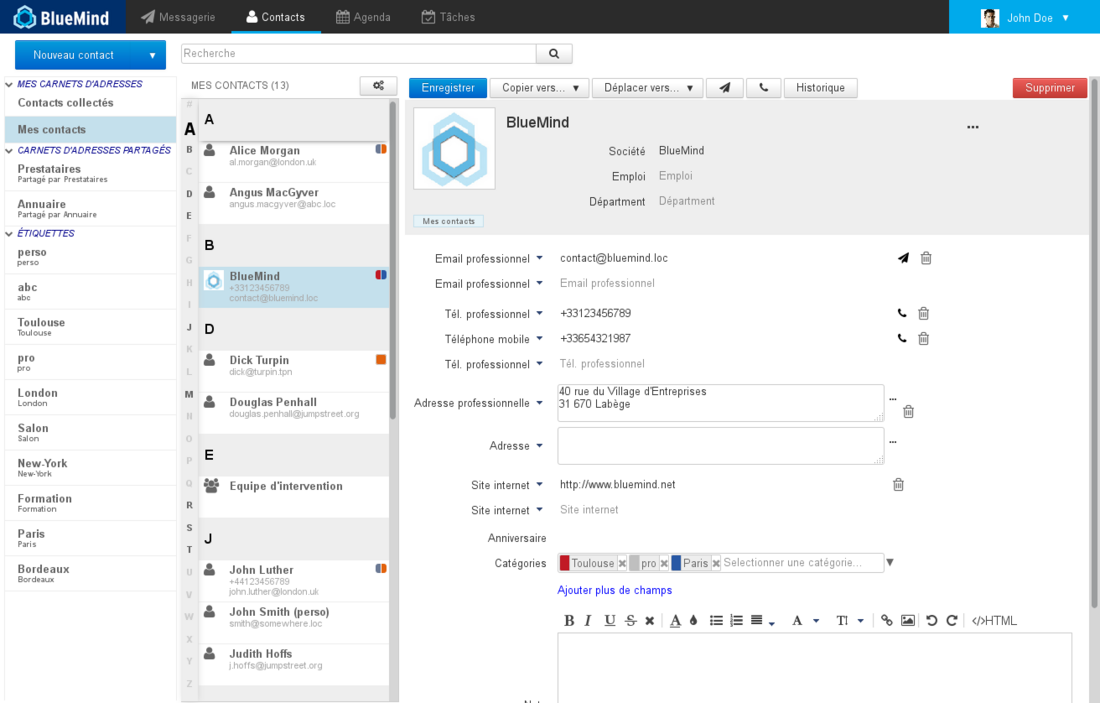 BlueMind
Messagerie
Contacts
Agenda
Tâches
John Doe
Nouveau contact
Recherche
MES CARNETS D'ADRESSES
Contacts collectés
Mes contacts
CARNETS D'ADRESSES PARTAGÉS
Prestataires
Partagé par Prestataires
Annuaire
Partagé par Annuaire
ÉTIQUETTES
perso
perso
abc
abc
Toulouse
Toulouse
pro
pro
London
London
Salon
Salon
New-York
New-York
Formation
Formation
Paris
Paris
Bordeaux
Bordeaux
MES CONTACTS (13)
#
A
B
C
D
E
F
G
H
I
J
K
L
M
N
O
P
Q
R
S
T
U
V
W
X
Y
Z
A
Alice Morgan
al.morgan@london.uk
Angus MacGyver
angus.macgyver@abc.loc
B
BlueMind
+33123456789
contact@bluemind.loc
D
Dick Turpin
dick@turpin.tpn
Douglas Penhall
douglas.penhall@jumpstreet.org
E
Equipe d'intervention
J
John Luther
+44123456789
john.luther@london.uk
John Smith (perso)
smith@somewhere.loc
Judith Hoffs
j.hoffs@jumpstreet.org
Enregistrer
Copier vers...
Déplacer vers...
Historique
Supprimer
BlueMind
...
Société BlueMind
Emploi Emploi
Département Département
Mes contacts
Email professionnel contact@bluemind.loc
Email professionnel Email professionnel
Tél. professionnel +33123456789
Téléphone mobile +33654321987
Tél. professionnel Tél. professionnel
Adresse professionnelle 40 rue du Village d'Entreprises
31 670 Labège
...
Adresse
...
Site internet http://www.bluemind.net
Site internet Site internet
Anniversaire
Catégories Toulouse pro Paris Selectionner une catégorie...
Ajouter plus de champs
B I U S A A T! </>HTML